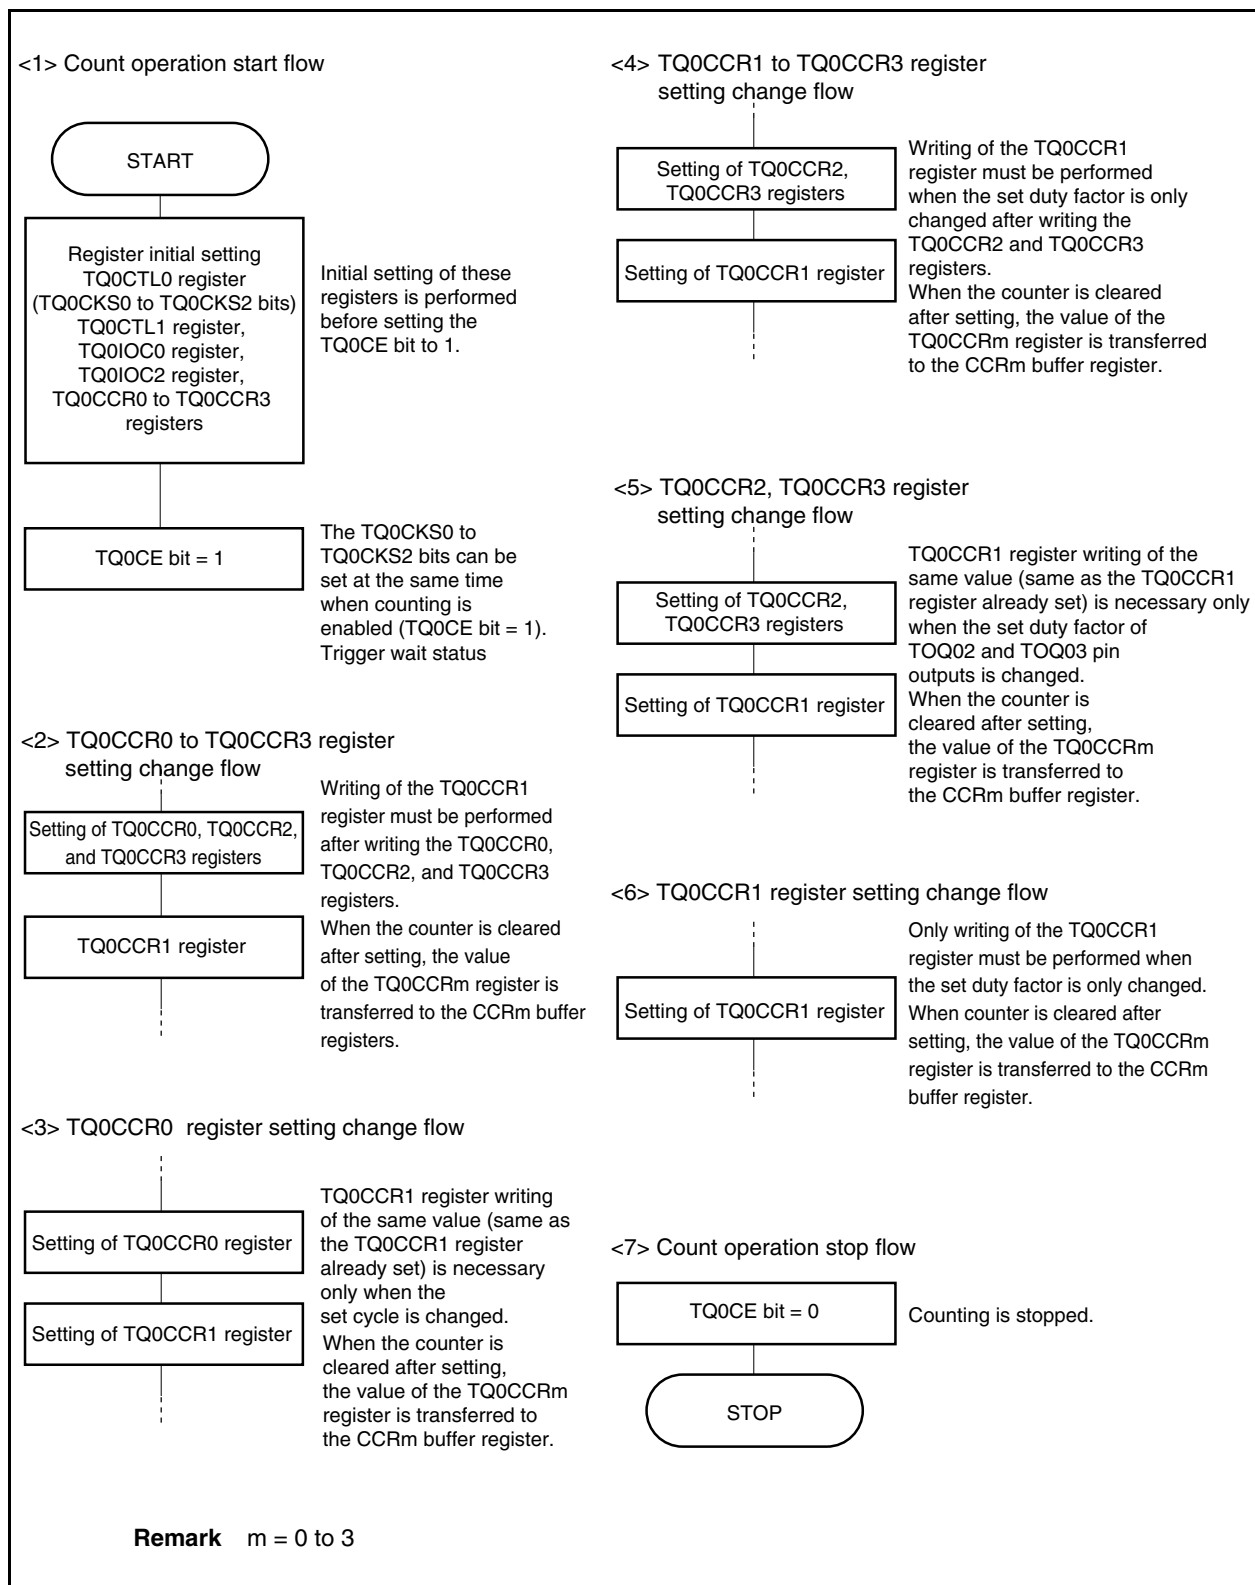 <1> Count operation start flow
START
Register initial setting
TQ0CTL0 register
(TQ0CKS0 to TQ0CKS2 bits)
TQ0CTL1 register,
TQ0IOC0 register,
TQ0IOC2 register,
TQ0CCR0 to TQ0CCR3
registers
Initial setting of these
registers is performed
before setting the
TQ0CE bit to 1.
TQ0CE bit = 1
The TQ0CKS0 to
TQ0CKS2 bits can be
set at the same time
when counting is
enabled (TQ0CE bit = 1).
Trigger wait status
<2> TQ0CCR0 to TQ0CCR3 register
setting change flow
Setting of TQ0CCR0, TQ0CCR2,
and TQ0CCR3 registers
TQ0CCR1 register
Writing of the TQ0CCR1
register must be performed
after writing the TQ0CCR0,
TQ0CCR2, and TQ0CCR3
registers.
When the counter is cleared
after setting, the value
of the TQ0CCRm register is
transferred to the CCRm buffer
registers.
<3> TQ0CCR0 register setting change flow
Setting of TQ0CCR0 register
Setting of TQ0CCR1 register
TQ0CCR1 register writing
of the same value (same as
the TQ0CCR1 register
already set) is necessary
only when the
set cycle is changed.
When the counter is
cleared after setting,
the value of the TQ0CCRm
register is transferred to
the CCRm buffer register.
<4> TQ0CCR1 to TQ0CCR3 register
setting change flow
Setting of TQ0CCR2,
TQ0CCR3 registers
Setting of TQ0CCR1 register
Writing of the TQ0CCR1
register must be performed
when the set duty factor is only
changed after writing the
TQ0CCR2 and TQ0CCR3
registers.
When the counter is cleared
after setting, the value of the
TQ0CCRm register is transferred
to the CCRm buffer register.
<5> TQ0CCR2, TQ0CCR3 register
setting change flow
Setting of TQ0CCR2,
TQ0CCR3 registers
Setting of TQ0CCR1 register
TQ0CCR1 register writing of the
same value (same as the TQ0CCR1
register already set) is necessary only
when the set duty factor of
TOQ02 and TOQ03 pin
outputs is changed.
When the counter is
cleared after setting,
the value of the TQ0CCRm
register is transferred to
the CCRm buffer register.
<6> TQ0CCR1 register setting change flow
Setting of TQ0CCR1 register
Only writing of the TQ0CCR1
register must be performed when
the set duty factor is only changed.
When counter is cleared after
setting, the value of the TQ0CCRm
register is transferred to the CCRm
buffer register.
<7> Count operation stop flow
TQ0CE bit = 0
Counting is stopped.
STOP
Remark m = 0 to 3